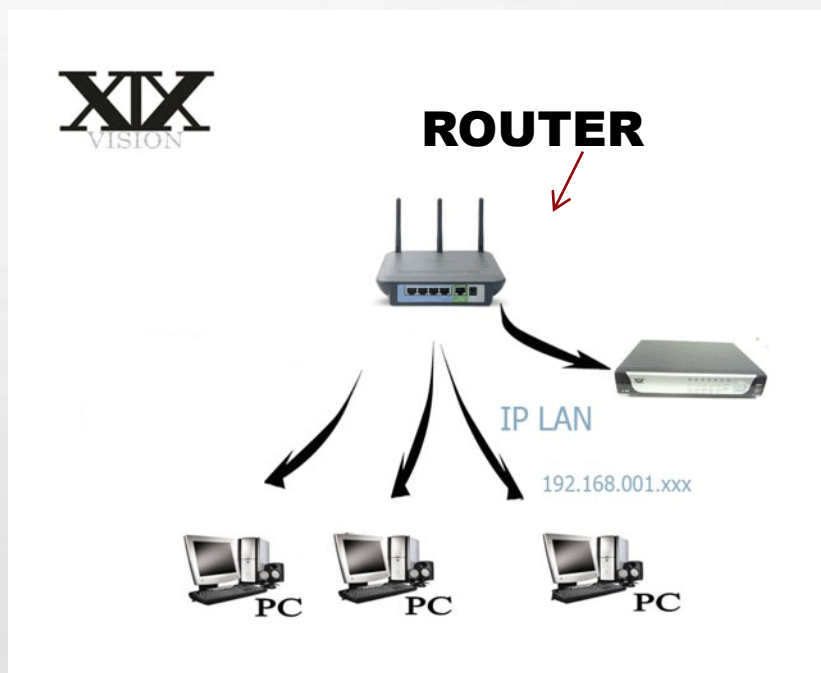 XIX
VISION
ROUTER
IP LAN
192.168.001.xxx
PC
PC
PC